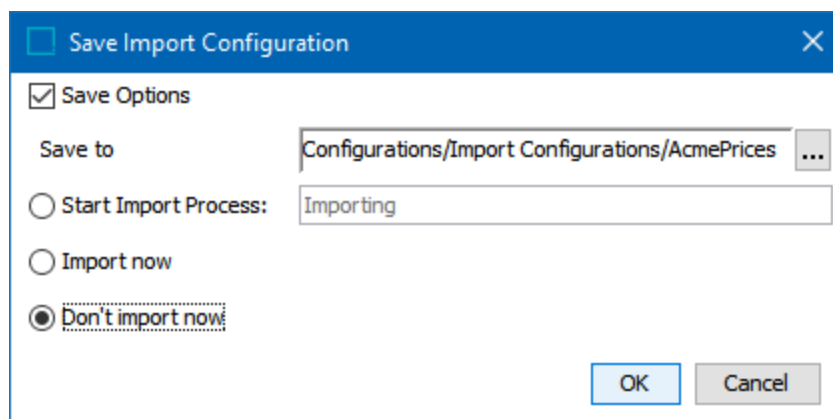 Save Import Configuration
Save Options
Save to Configurations/Import Configurations/AcmePrices ...
Start Import Process: Importing
Import now
Don't import now
OK Cancel